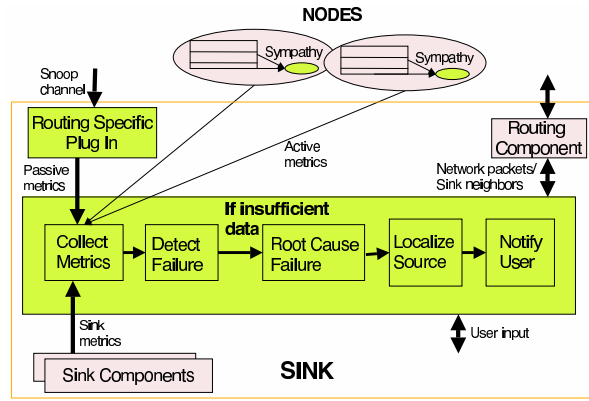 NODES
Sympathy
Sympathy
Snoop
channel
Routing Specific
Plug In
Routing
Component
Active
metrics
Passive
metrics
Network packets/
Sink neighbors
If insufficient
data
Collect
Metrics
Detect
Failure
Root Cause
Failure
Localize
Source
Notify
User
Sink
metrics
User input
Sink Components
SINK